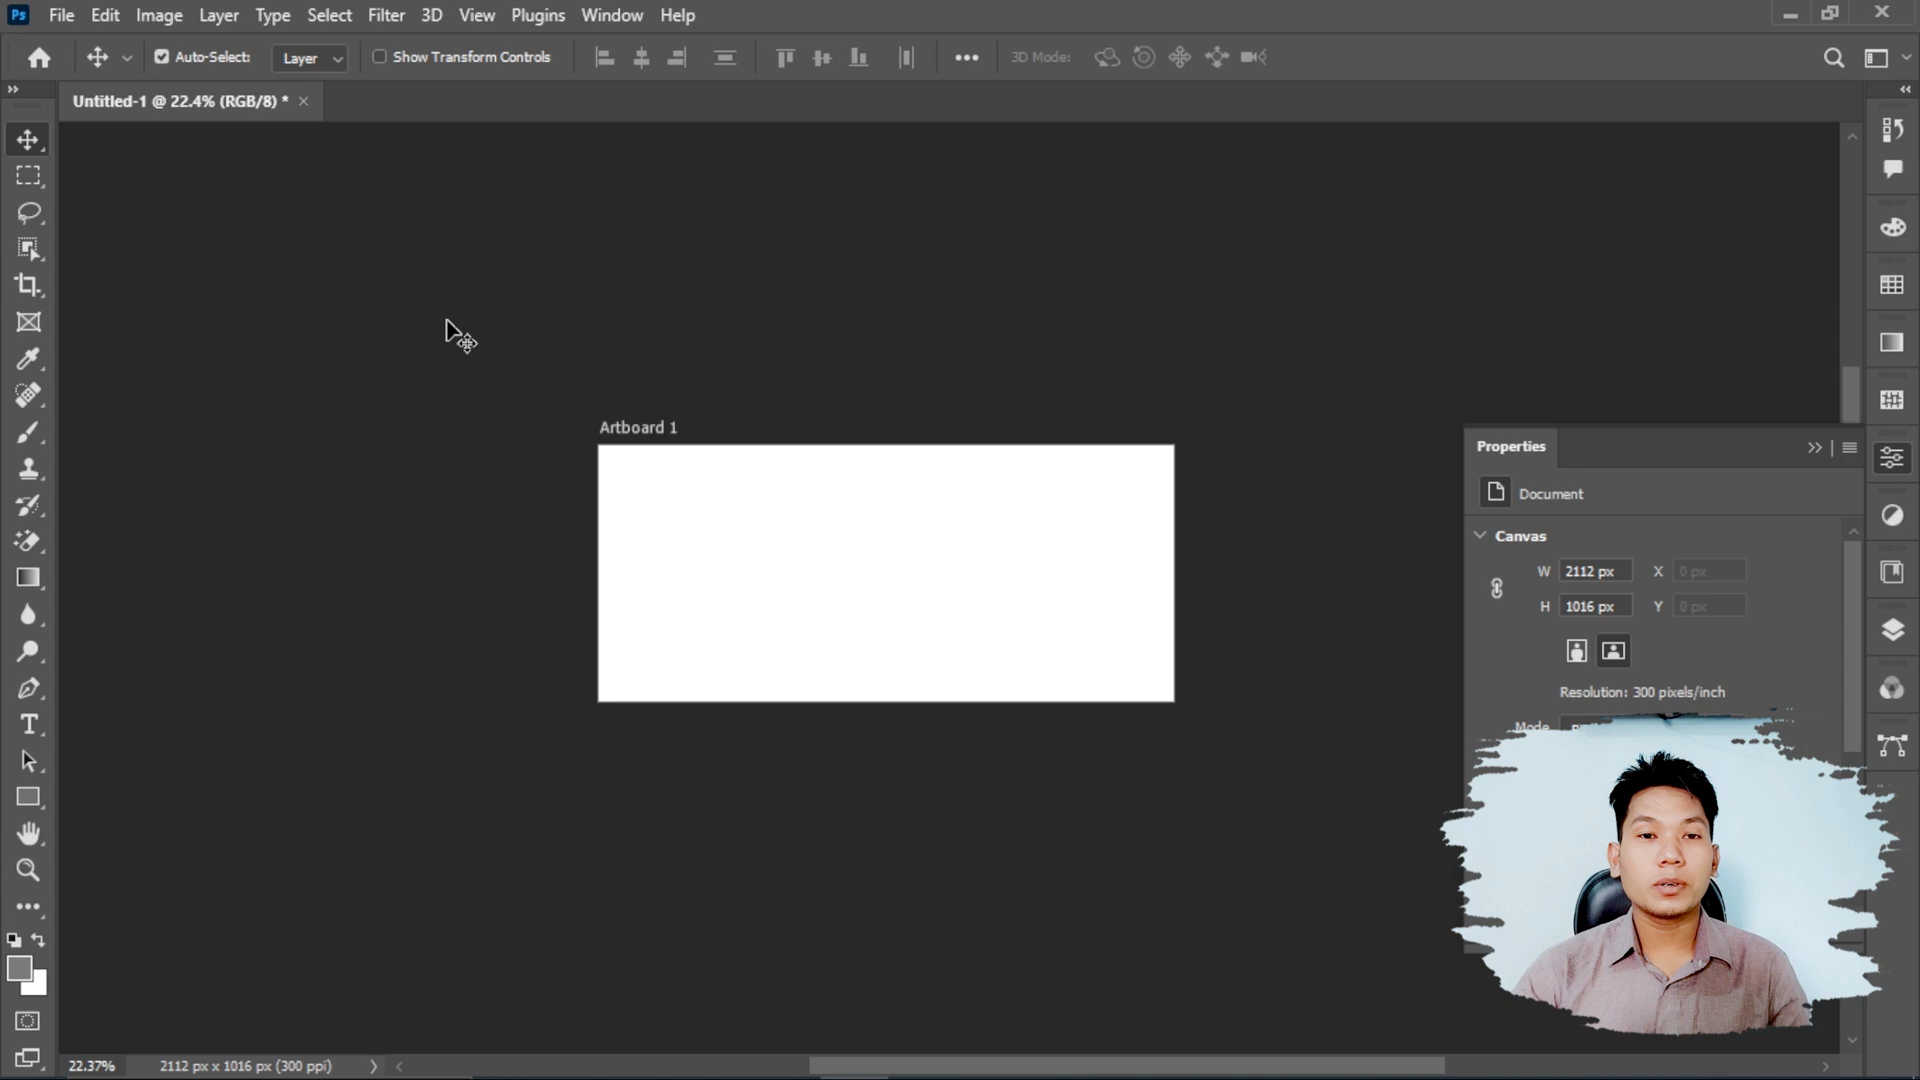 Ps File Edit Image Layer Type Select Filter 3D View Plugins Window Help
Auto-Select: Layer Show Transform Controls 3D Mode:
Untitled-1 @ 22.4% (RGB/8) *
Artboard 1
Properties
Document
Canvas
W 2112 px X 0 px
H 1016 px Y 0 px
Resolution: 300 pixels/inch
Mode
22.37% 2112 px x 1016 px (300 ppi)